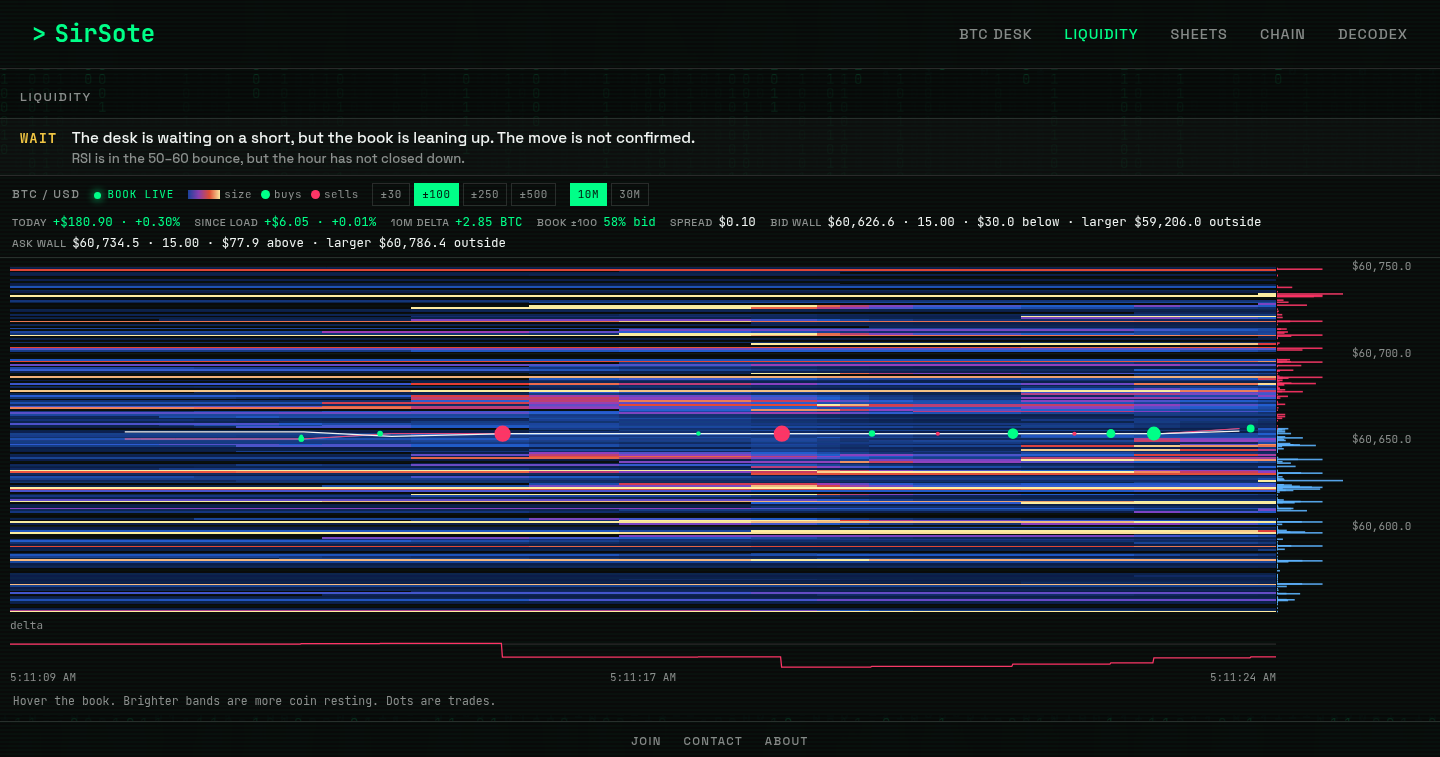 > SirSote
BTC DESK LIQUIDITY SHEETS CHAIN DECODEX
LIQUIDITY
WAIT The desk is waiting on a short, but the book is leaning up. The move is not confirmed.
RSI is in the 50–60 bounce, but the hour has not closed down.
BTC / USD BOOK LIVE size buys sells ±30 ±100 ±250 ±500 10M 30M
TODAY +$180.90 · +0.30% SINCE LOAD +$6.05 · +0.01% 10M DELTA +2.85 BTC BOOK ±100 58% bid SPREAD $0.10 BID WALL $60,626.6 · 15.00 · $30.0 below · larger $59,206.0 outside
ASK WALL $60,734.5 · 15.00 · $77.9 above · larger $60,786.4 outside
$60,750.0
$60,700.0
$60,650.0
$60,600.0
delta
5:11:09 AM 5:11:17 AM 5:11:24 AM
Hover the book. Brighter bands are more coin resting. Dots are trades.
JOIN CONTACT ABOUT